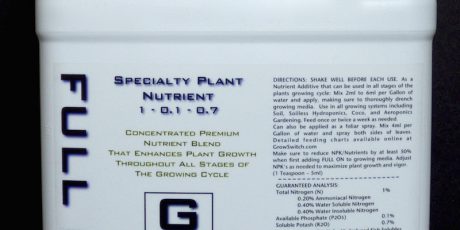 FULL
SPECIALTY PLANT
NUTRIENT
1 - 0.1 - 0.7
CONCENTRATED PREMIUM
NUTRIENT BLEND
THAT ENHANCES PLANT GROWTH
THROUGHOUT ALL STAGES OF
THE GROWING CYCLE
G
DIRECTIONS: SHAKE WELL BEFORE EACH USE. As a
Nutrient Additive that can be used in all stages of the
plants growing cycle: Mix 2ml to 6ml per Gallon of
water and apply, making sure to thoroughly drench
growing media. Use in all growing systems including
Soil, Soilless Hydroponics, Coco, and Aeroponics
Gardening. Feed once or twice a week as needed.
Can also be applied as a foliar spray. Mix 4ml per
Gallon of water and spray both sides of leaves.
Detailed feeding charts available online at
GrowSwitch.com
Make sure to reduce NPK/Nutrients by at least 50%
when first adding FULL ON to growing media. Adjust
NPK's as needed to maximize plant growth and vigor.
(1 Teaspoon - 5ml)
GUARANTEED ANALYSIS:
Total Nitrogen (N) 1%
0.20% Ammoniacal Nitrogen
0.40% Water Soluble Nitrogen
0.40% Water Insoluble Nitrogen
Available Phosphate (P2O5) 0.1%
Soluble Potash (K2O) 0.7%